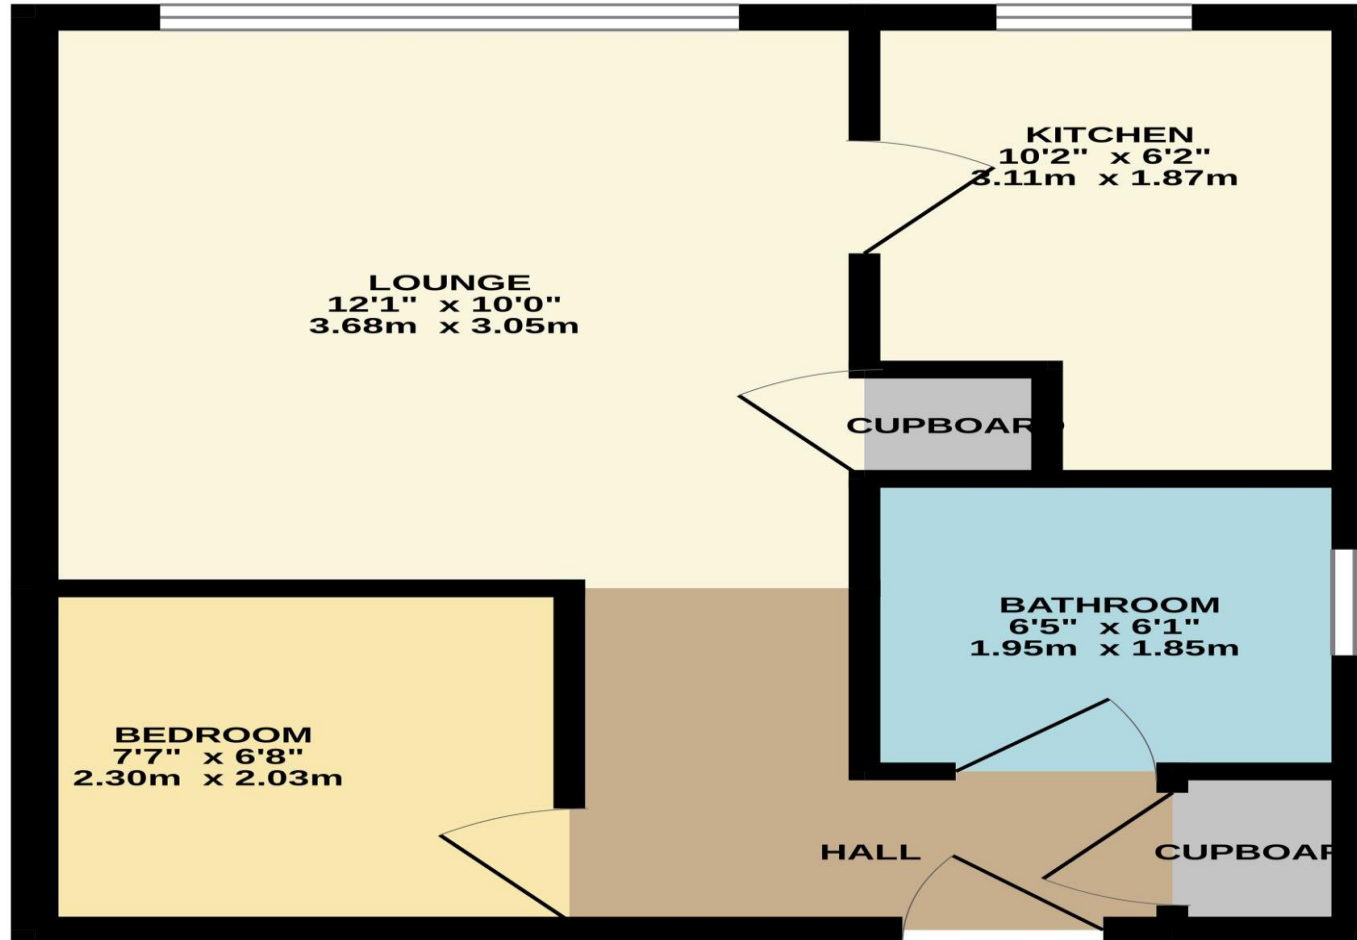 KITCHEN
10'2" x 6'2"
3.11m x 1.87m
LOUNGE
12'1" x 10'0"
3.68m x 3.05m
CUPBOARD
BATHROOM
6'5" x 6'1"
1.95m x 1.85m
BEDROOM
7'7" x 6'8"
2.30m x 2.03m
HALL
CUPBOAR